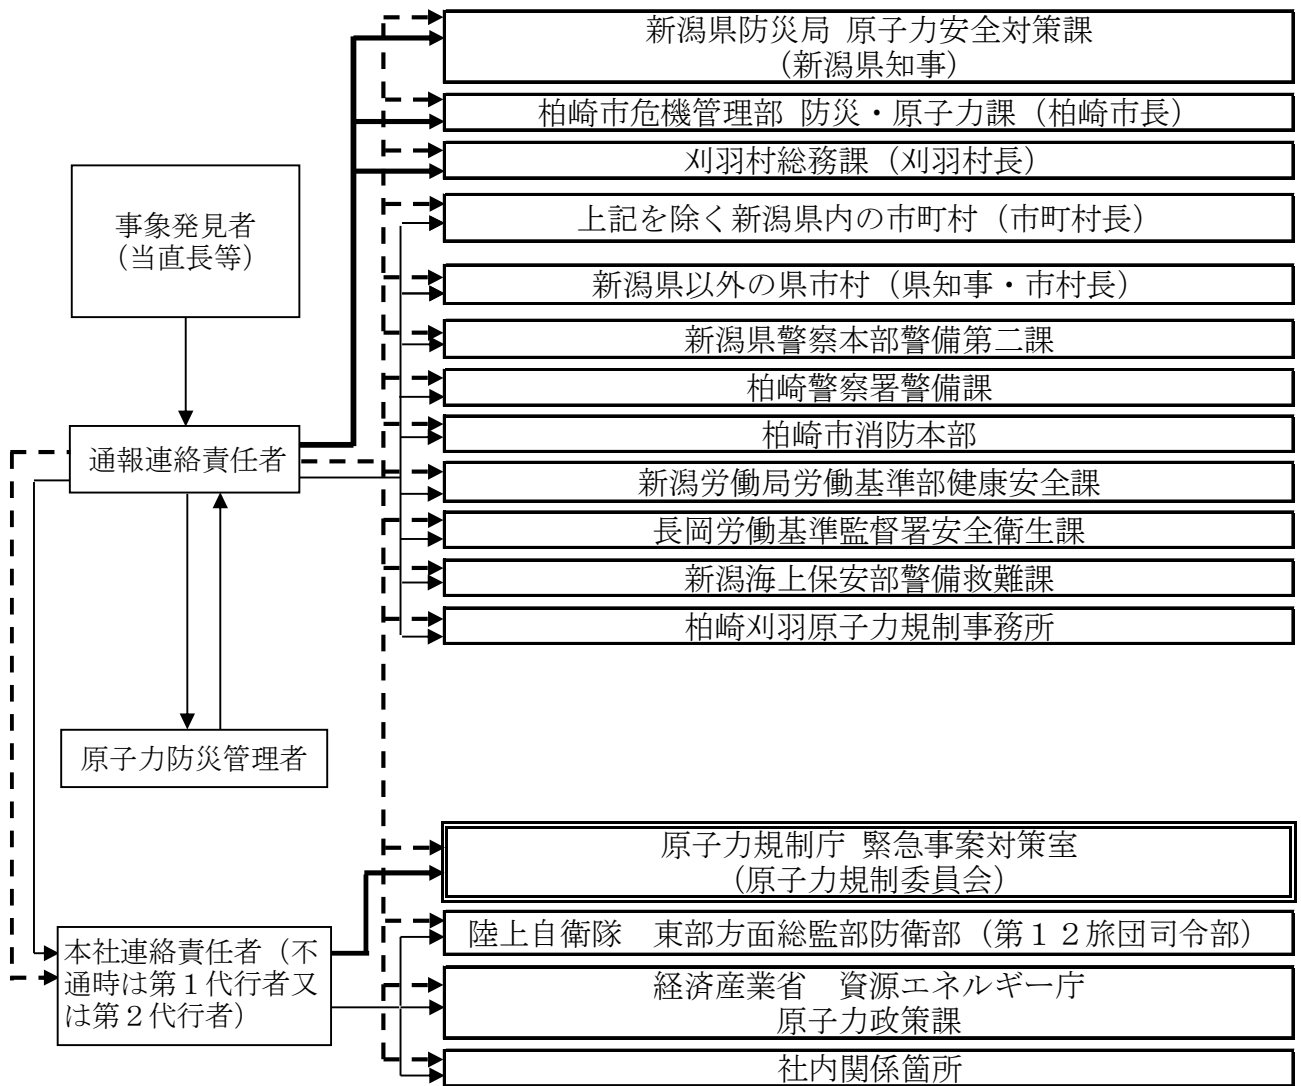 新潟県防災局 原子力安全対策課
（新潟県知事）
柏崎市危機管理部 防災・原子力課（柏崎市長）
刈羽村総務課（刈羽村長）
上記を除く新潟県内の市町村（市町村長）
新潟県以外の県市村（県知事・市村長）
新潟県警察本部警備第二課
柏崎警察署警備課
柏崎市消防本部
新潟労働局労働基準部健康安全課
長岡労働基準監督署安全衛生課
新潟海上保安部警備救難課
柏崎刈羽原子力規制事務所
事象発見者
（当直長等）
通報連絡責任者
原子力防災管理者
本社連絡責任者（不
通時は第１代行者又
は第２代行者）
原子力規制庁 緊急事案対策室
（原子力規制委員会）
陸上自衛隊　東部方面総監部防衛部（第１２旅団司令部）
経済産業省　資源エネルギー庁
原子力政策課
社内関係箇所